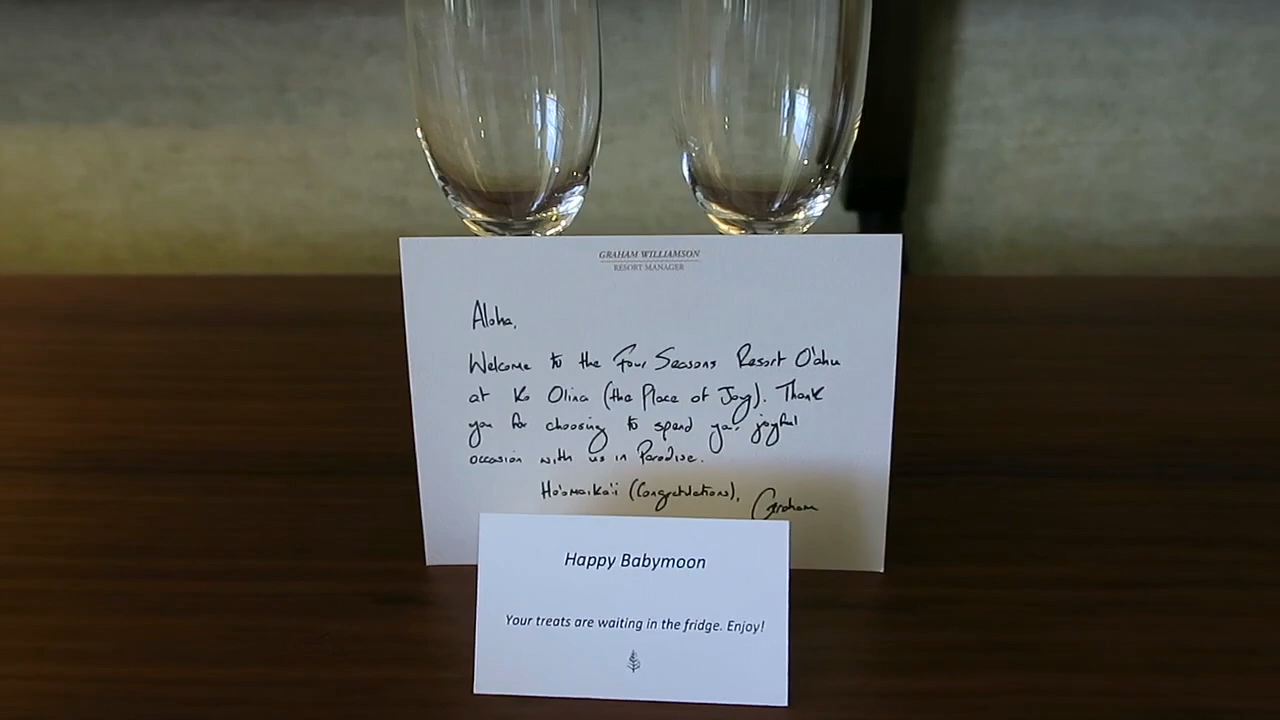 GRAHAM WILLIAMSON
RESORT MANAGER
Aloha,
Welcome to the Four Seasons Resort O'ahu
at Ko Olina (the Place of Joy). Thank
you for choosing to spend your joyful
occasion with us in Paradise.
Ho'omaika'i (Congratulations),
Graham
Happy Babymoon
Your treats are waiting in the fridge. Enjoy!